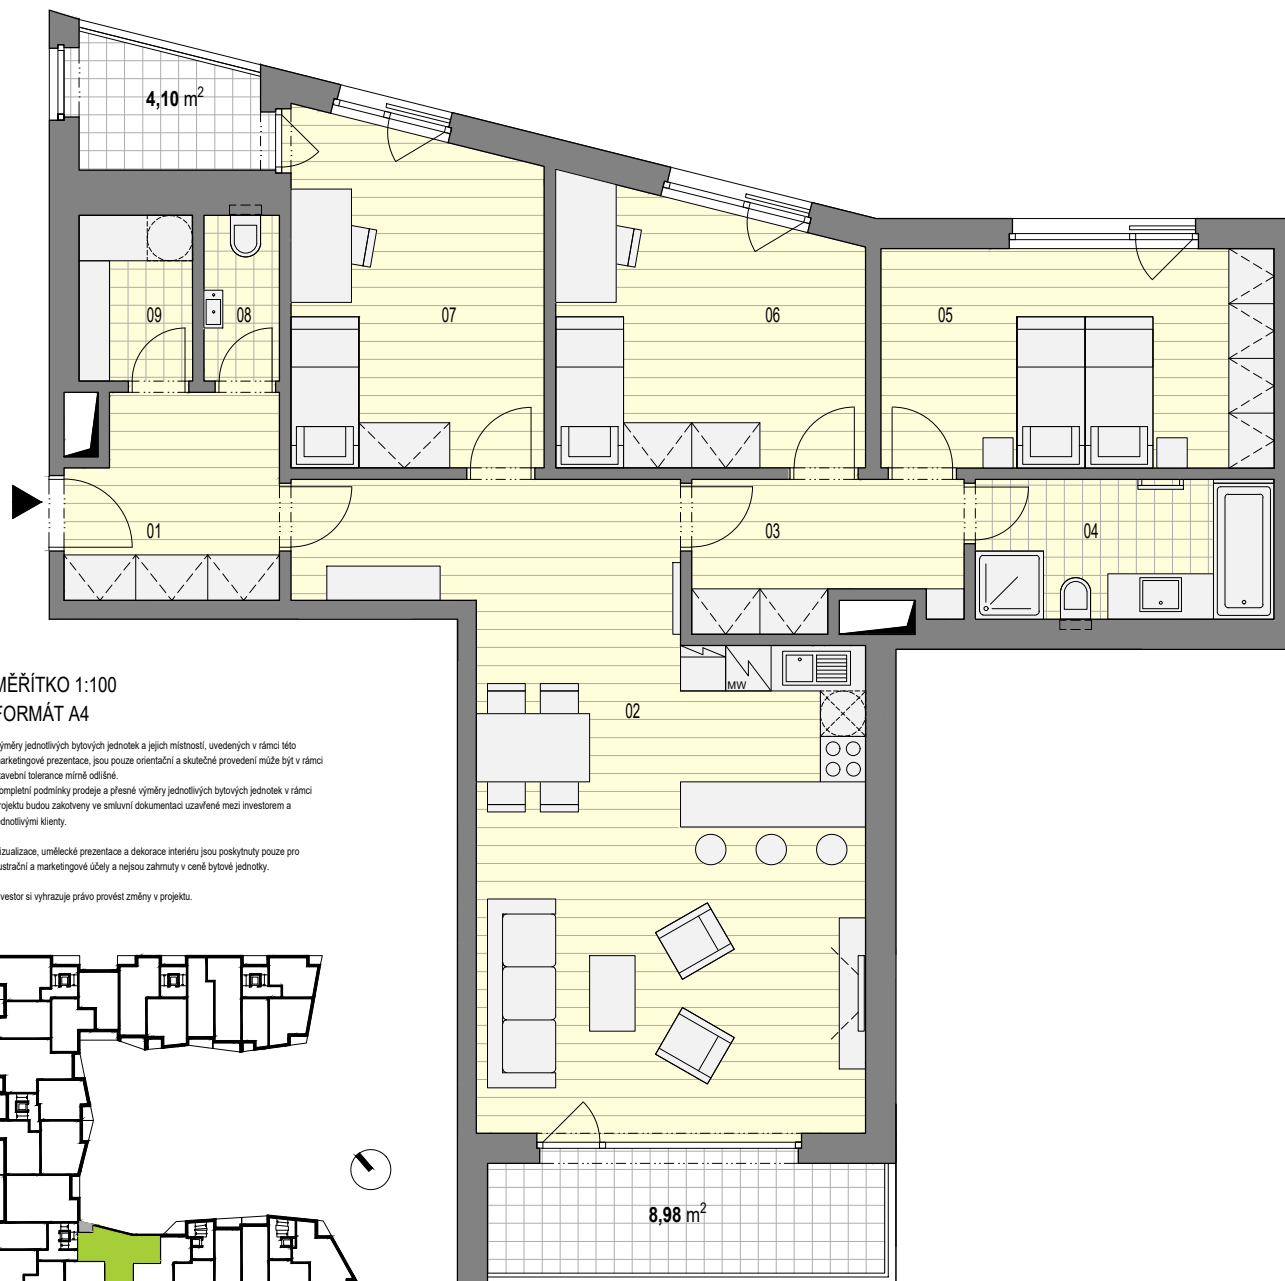 4,10 m²
09
08
07
06
05
01
03
04
MW
02
MĚŘÍTKO 1:100
FORMÁT A4
ýměry jednotlivých bytových jednotek a jejich místností, uvedených v rámci této
arketingové prezentace, jsou pouze orientační a skutečné provedení může být v rámci
tavební tolerance mírně odlišné.
ompletní podmínky prodeje a přesné výměry jednotlivých bytových jednotek v rámci
rojektu budou zakotveny ve smluvní dokumentaci uzavřené mezi investorem a
ednotlivými klienty.
izualizace, umělecké prezentace a dekorace interiéru jsou poskytnuty pouze pro
ustrační a marketingové účely a nejsou zahrnuty v ceně bytové jednotky.
vestor si vyhrazuje právo provést změny v projektu.
8,98 m²